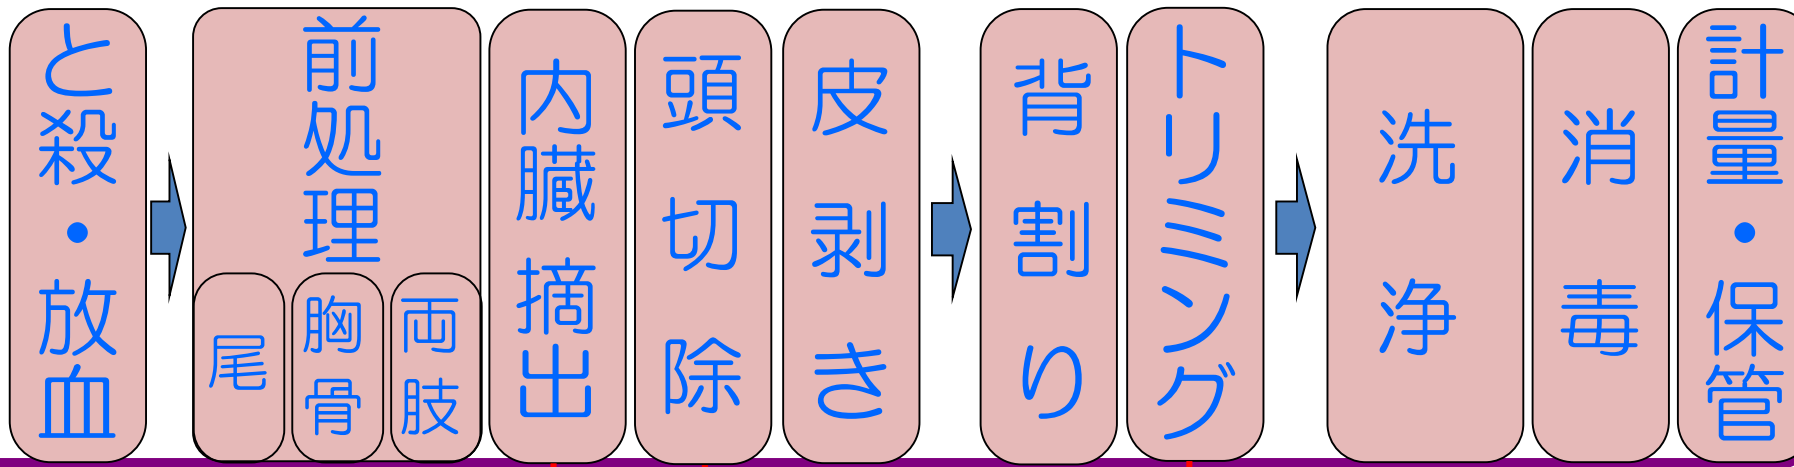 と殺・放血
前処理
尾
胸骨
両肢
内臓摘出
頭切除
皮剥き
背割り
トリミング
洗浄
消毒
計量・保管